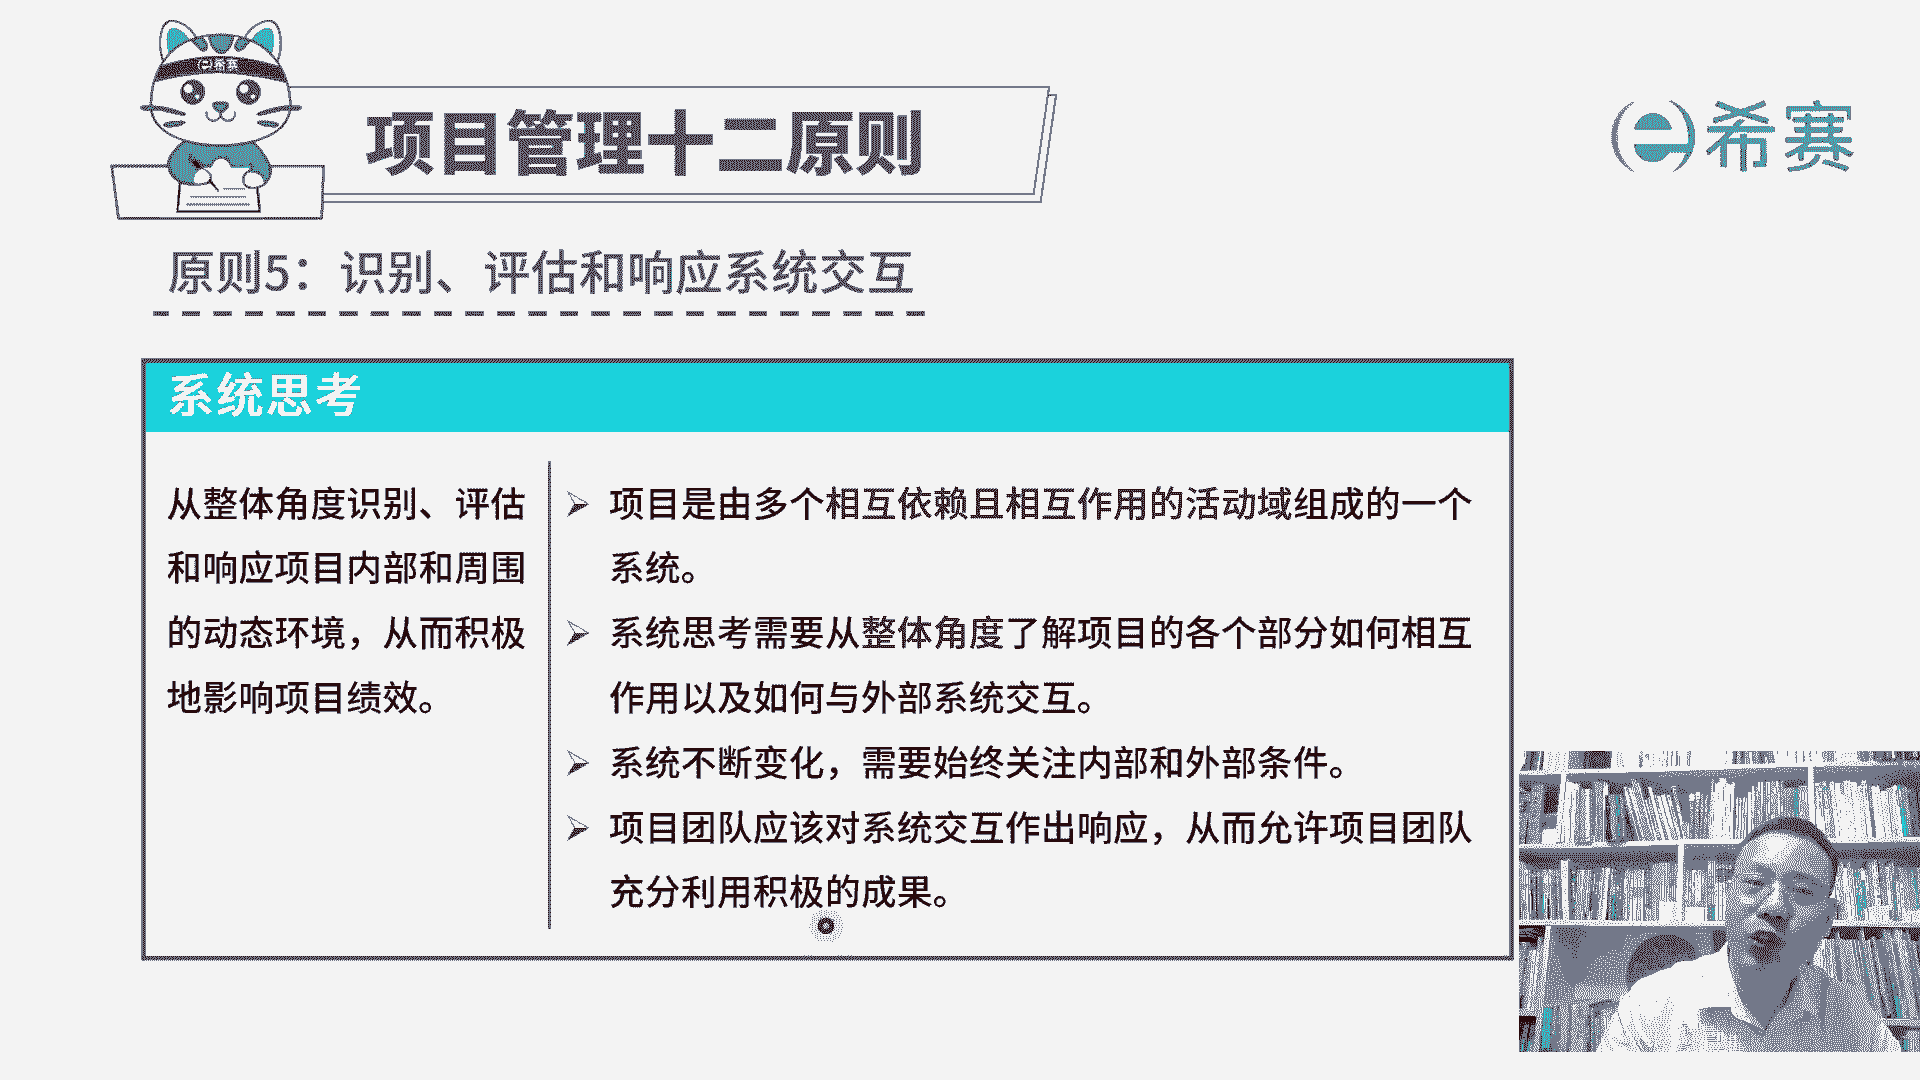 希赛
项目管理十二原则
希赛
原则5：识别、评估和响应系统交互
系统思考
从整体角度识别、评估
和响应项目内部和周围
的动态环境，从而积极
地影响项目绩效。
项目是由多个相互依赖且相互作用的活动域组成的一个
系统。
系统思考需要从整体角度了解项目的各个部分如何相互
作用以及如何与外部系统交互。
系统不断变化，需要始终关注内部和外部条件。
项目团队应该对系统交互作出响应，从而允许项目团队
充分利用积极的成果。